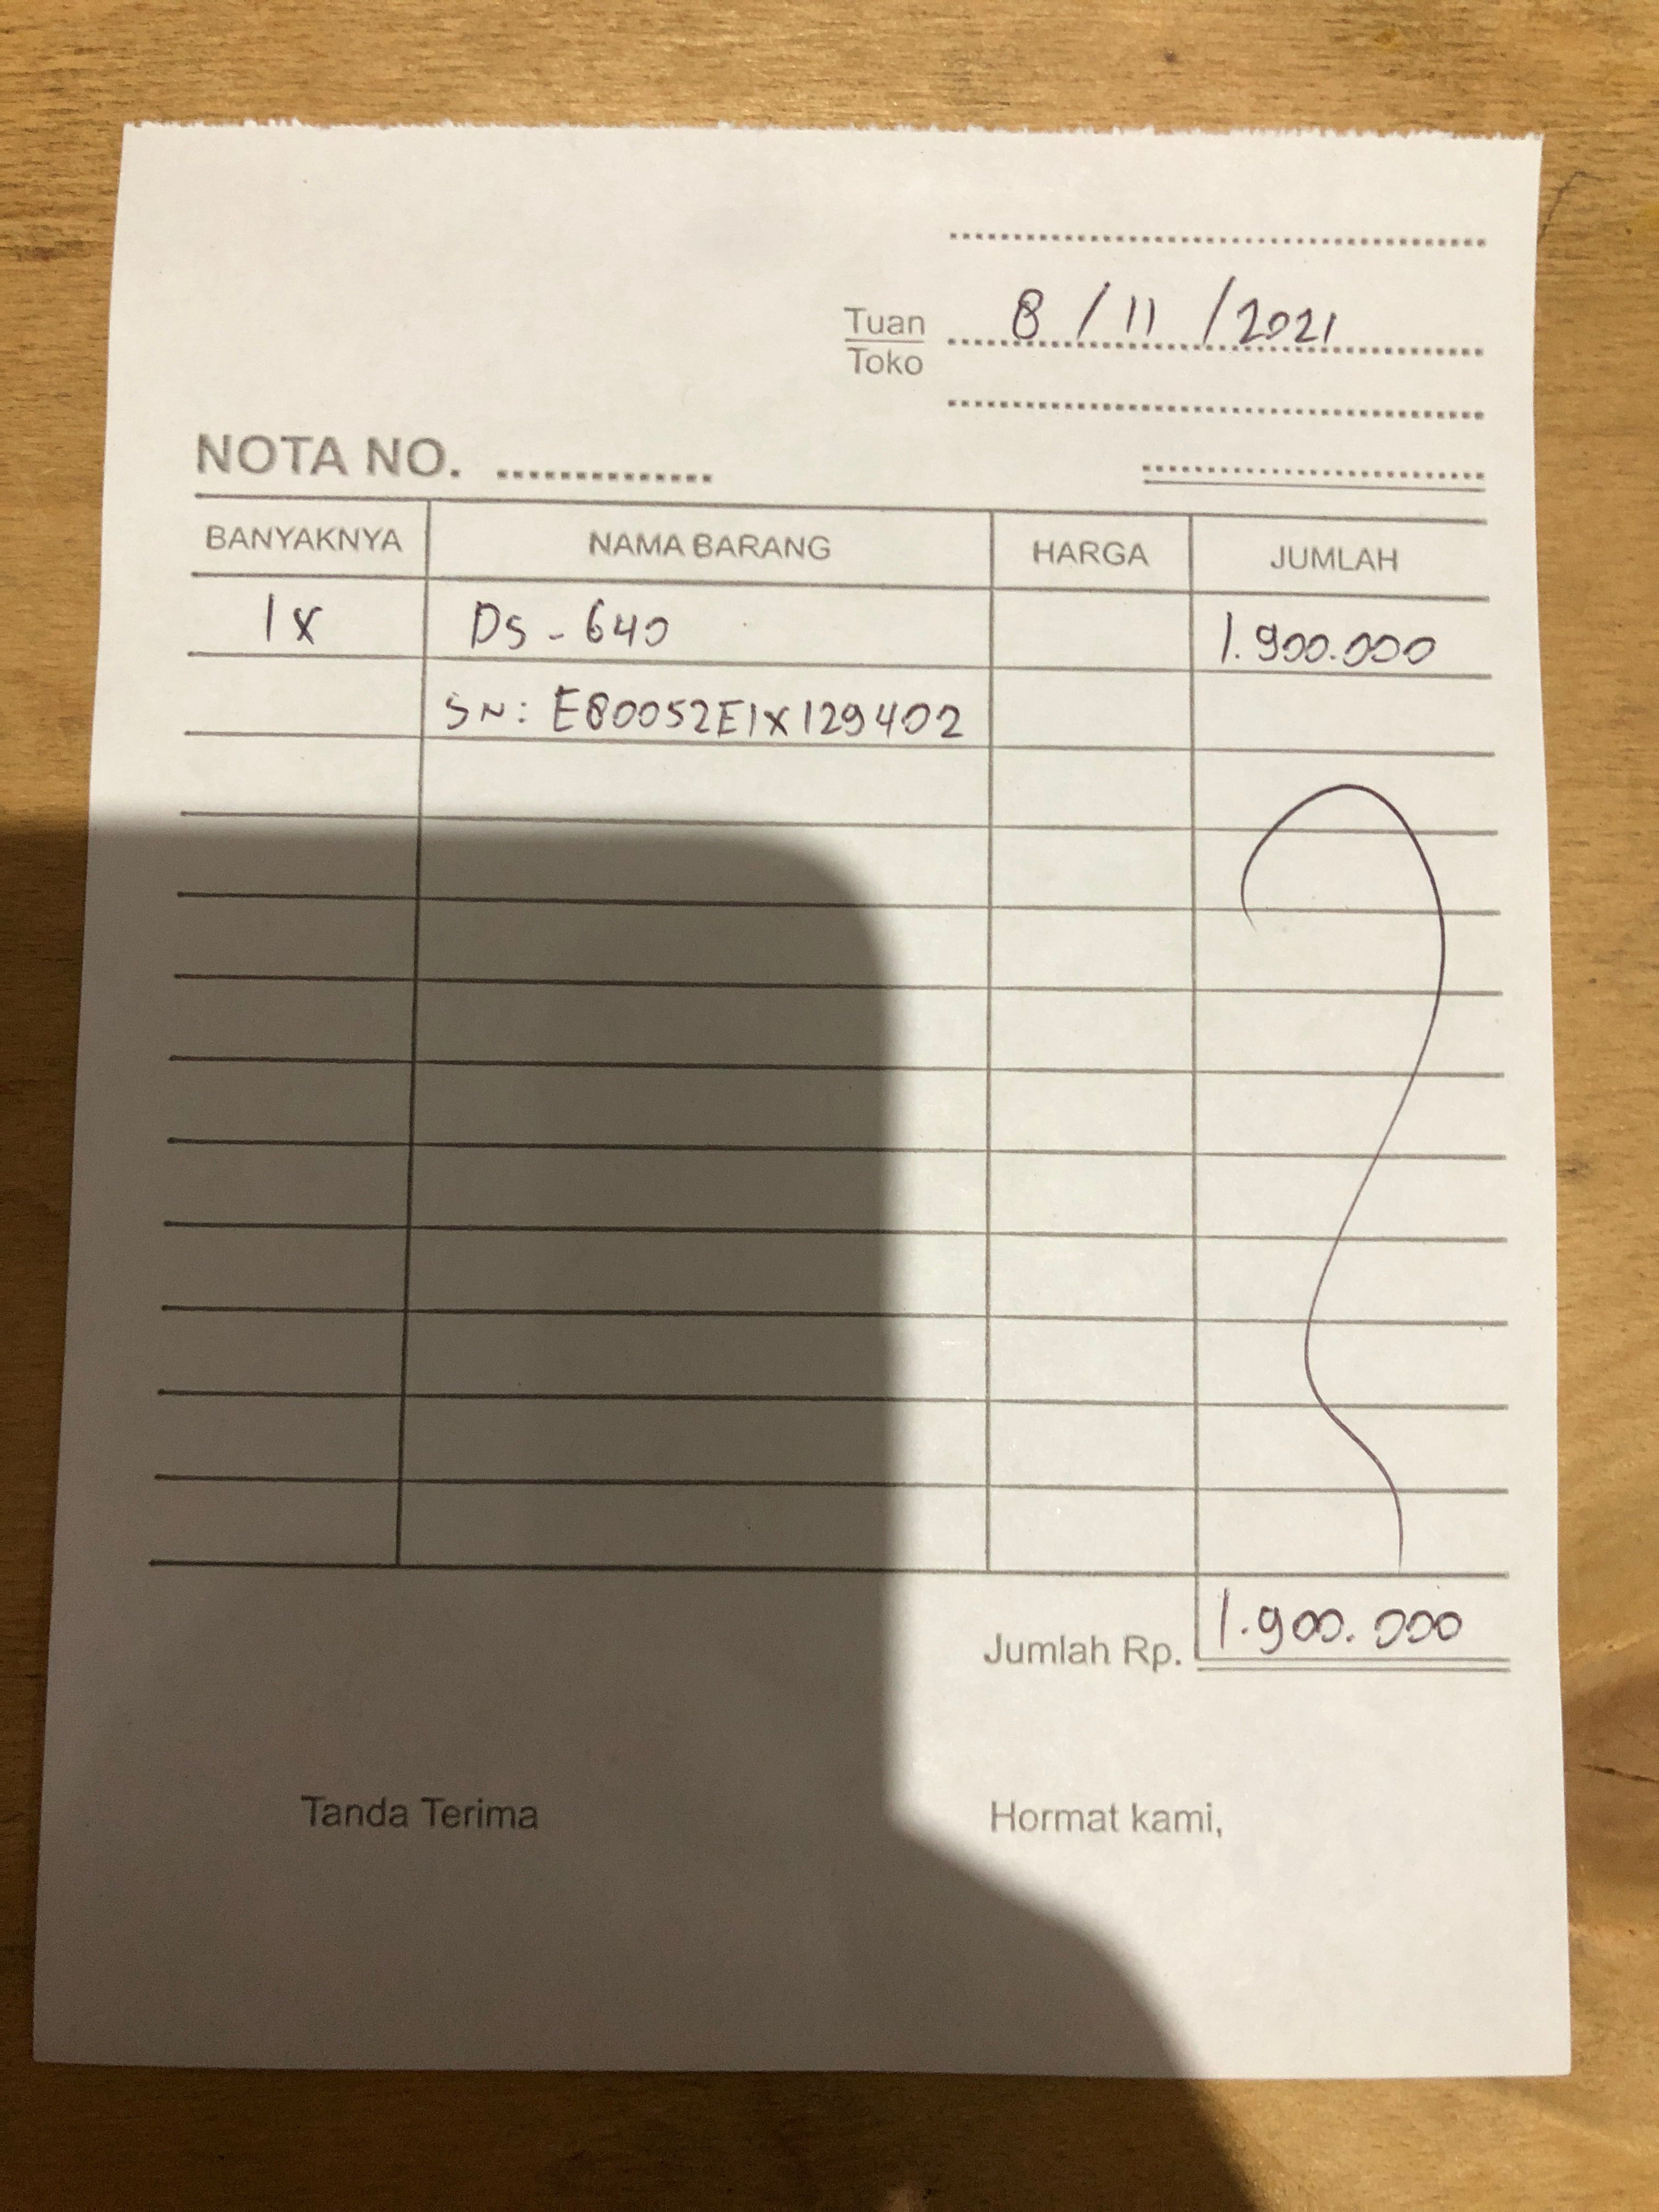 8 / 11 / 2021
Tuan
Toko
NOTA NO.
BANYAKNYA NAMA BARANG HARGA JUMLAH
1x Ds - 640 1.900.000
SN: E80052E1X129402
Jumlah Rp. 1.900.000
Tanda Terima Hormat kami,